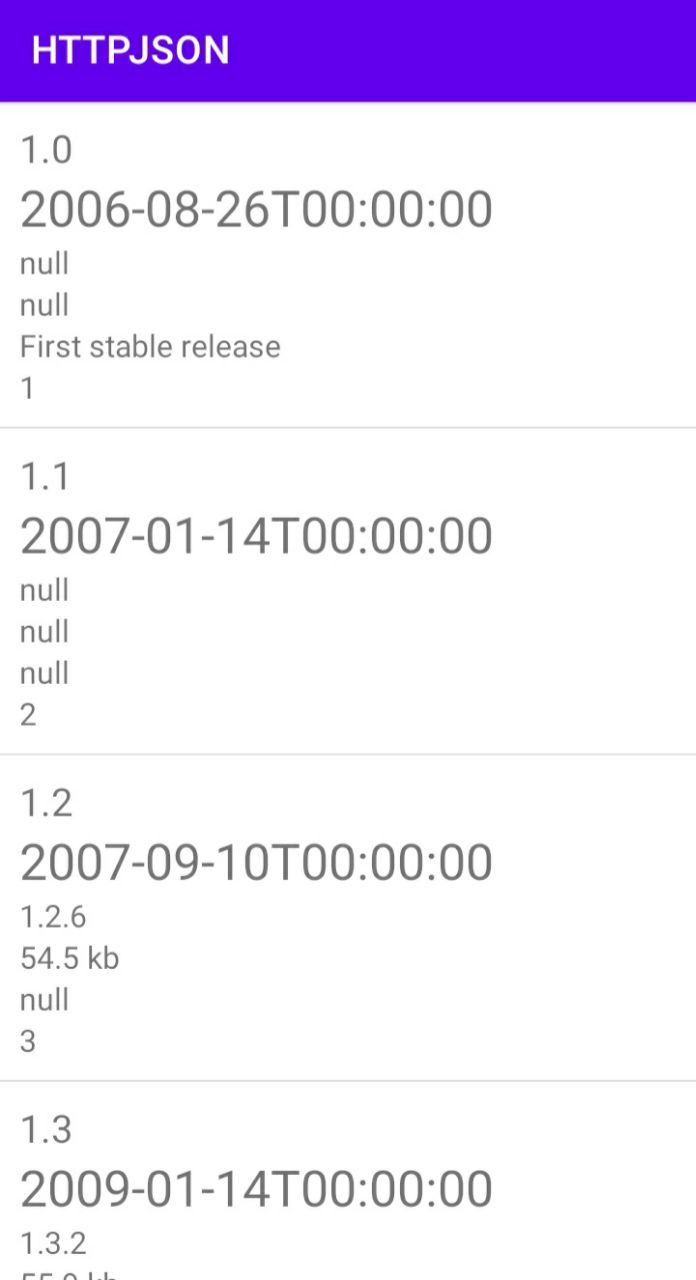 HTTPJSON
1.0
2006-08-26T00:00:00
null
null
First stable release
1
1.1
2007-01-14T00:00:00
null
null
null
2
1.2
2007-09-10T00:00:00
1.2.6
54.5 kb
null
3
1.3
2009-01-14T00:00:00
1.3.2